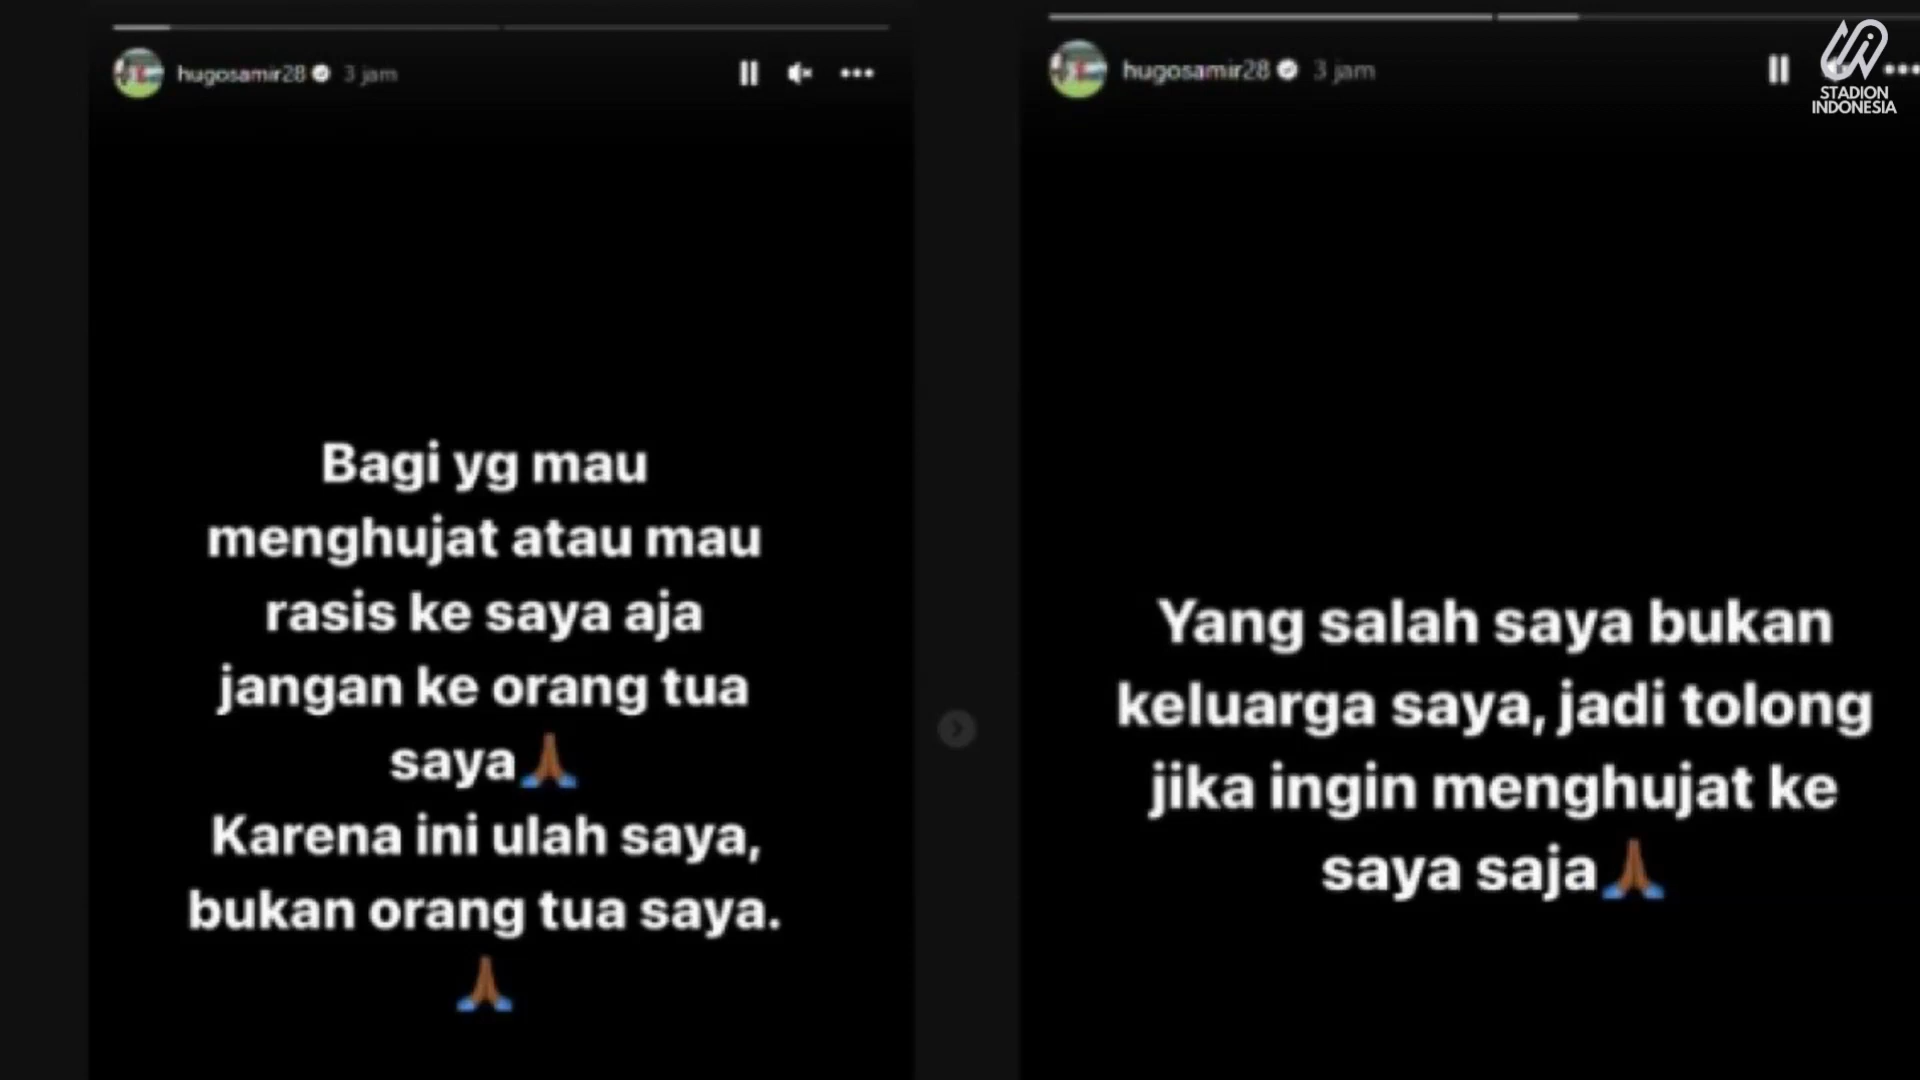 hugosamir28 3 jam
Bagi yg mau
menghujat atau mau
rasis ke saya aja
jangan ke orang tua
saya🙏🏾
Karena ini ulah saya,
bukan orang tua saya.
🙏🏾
hugosamir28 3 jam
Yang salah saya bukan
keluarga saya, jadi tolong
jika ingin menghujat ke
saya saja🙏🏾
STADION
INDONESIA